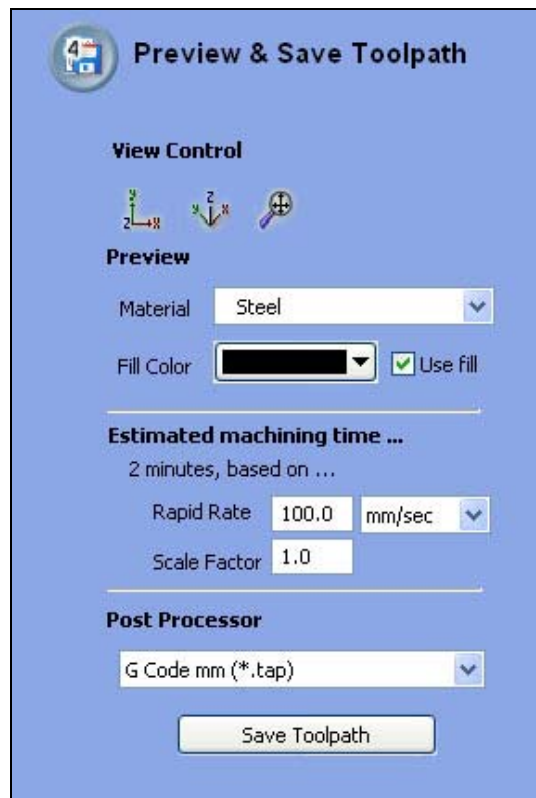 4
Preview & Save Toolpath
View Control
y
z x
y z x
Preview
Material Steel
Fill Color Use fill
Estimated machining time ...
2 minutes, based on ...
Rapid Rate 100.0 mm/sec
Scale Factor 1.0
Post Processor
G Code mm (*.tap)
Save Toolpath